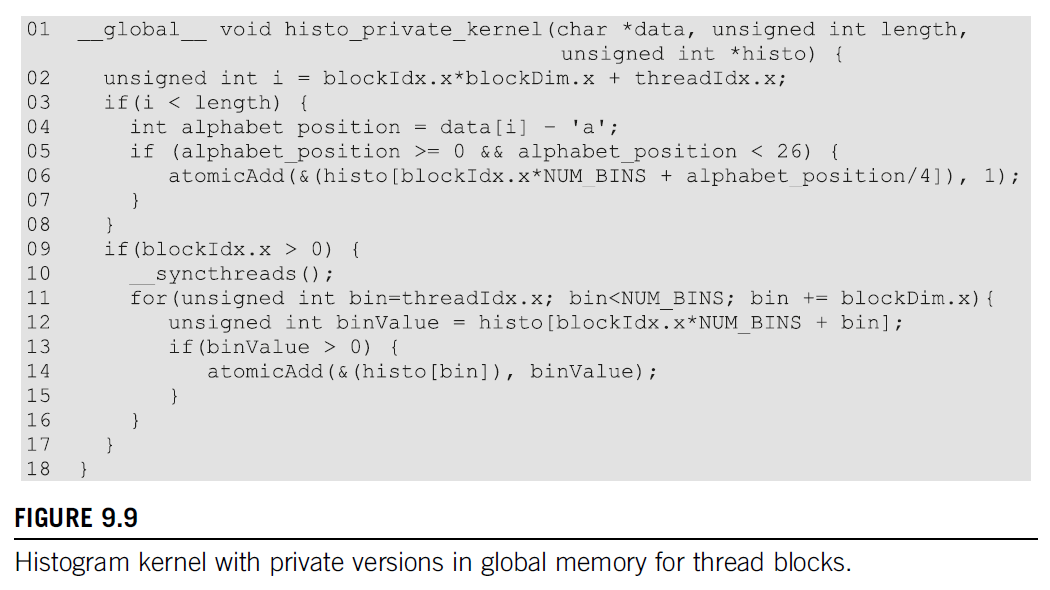 01  __global__ void histo_private_kernel(char *data, unsigned int length,
                                       unsigned int *histo) {
02    unsigned int i = blockIdx.x*blockDim.x + threadIdx.x;
03    if(i < length) {
04      int alphabet_position = data[i] - 'a';
05      if (alphabet_position >= 0 && alphabet_position < 26) {
06         atomicAdd(&(histo[blockIdx.x*NUM_BINS + alphabet_position/4]), 1);
07      }
08    }
09    if(blockIdx.x > 0) {
10      __syncthreads();
11      for(unsigned int bin=threadIdx.x; bin<NUM_BINS; bin += blockDim.x){
12         unsigned int binValue = histo[blockIdx.x*NUM_BINS + bin];
13         if(binValue > 0) {
14            atomicAdd(&(histo[bin]), binValue);
15         }
16      }
17    }
18  }
FIGURE 9.9
Histogram kernel with private versions in global memory for thread blocks.